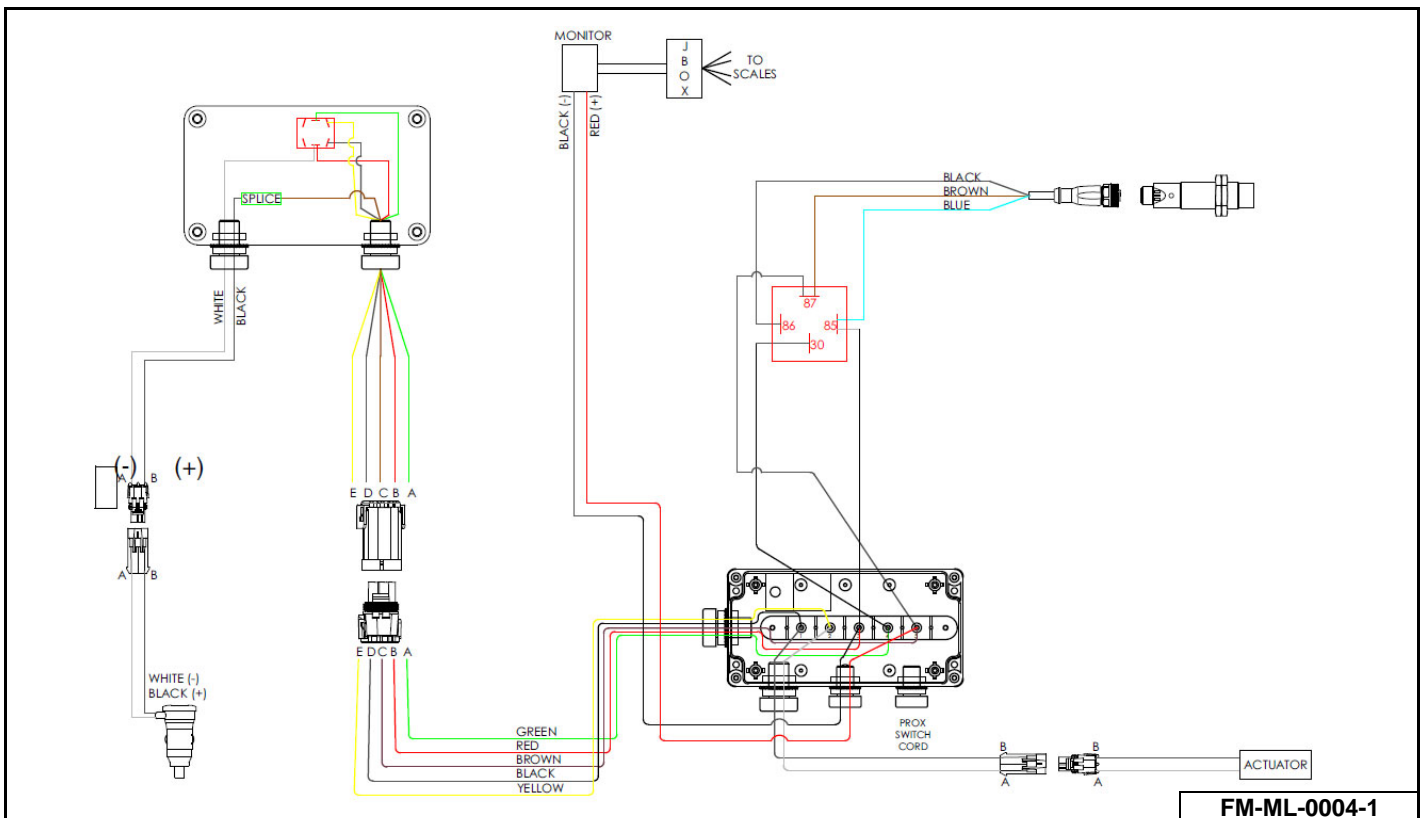 MONITOR
J
B
O
X
TO
SCALES
BLACK (-)
RED (+)
SPLICE
WHITE
BLACK
BLACK
BROWN
BLUE
87
86
85
30
(-)
(+)
A
B
A
B
E D C B A
E D C B A
WHITE (-)
BLACK (+)
GREEN
RED
BROWN
BLACK
YELLOW
PROX
SWITCH
CORD
B
A
B
A
ACTUATOR
FM-ML-0004-1